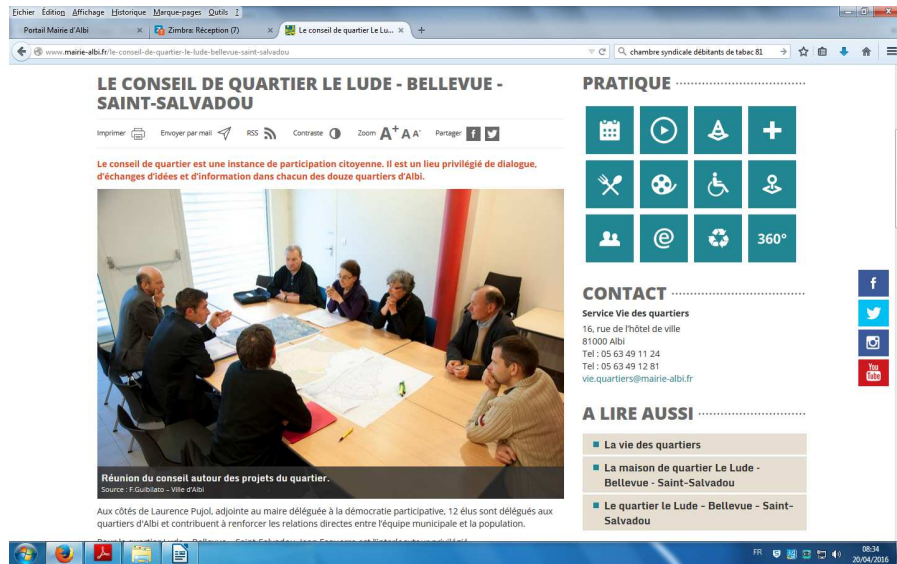 Fichier Édition Affichage Historique Marque-pages Outils ?
Portail Mairie d'Albi
Zimbra: Réception (7)
Le conseil de quartier Le Lu...
www.mairie-albi.fr/le-conseil-de-quartier-le-lude-bellevue-saint-salvadou
chambre syndicale débitants de tabac 81
LE CONSEIL DE QUARTIER LE LUDE - BELLEVUE -
SAINT-SALVADOU
Imprimer Envoyer par mail RSS Contraste Zoom A+ A A- Partager
Le conseil de quartier est une instance de participation citoyenne. Il est un lieu privilégié de dialogue,
d'échanges d'idées et d'information dans chacun des douze quartiers d'Albi.
Réunion du conseil autour des projets du quartier.
Source : F.Guibilato - Ville d'Albi
Aux côtés de Laurence Pujol, adjointe au maire déléguée à la démocratie participative, 12 élus sont délégués aux
quartiers d'Albi et contribuent à renforcer les relations directes entre l'équipe municipale et la population.
PRATIQUE
360°
CONTACT
Service Vie des quartiers
16, rue de l'hôtel de ville
81000 Albi
Tel : 05 63 49 11 24
Tel : 05 63 49 12 81
vie.quartiers@mairie-albi.fr
A LIRE AUSSI
La vie des quartiers
La maison de quartier Le Lude -
Bellevue - Saint-Salvadou
Le quartier le Lude - Bellevue - Saint-
Salvadou
You
Tube
FR
08:34
20/04/2016